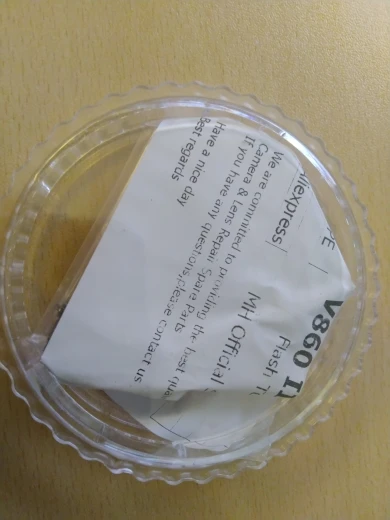 PE
liexpress
V860 II
Flash T
MH Official
We are committed to providing the best qua
Camera & Lens Repair Spare Parts
If you have any questions,please contact us
Have a nice day
Best regards